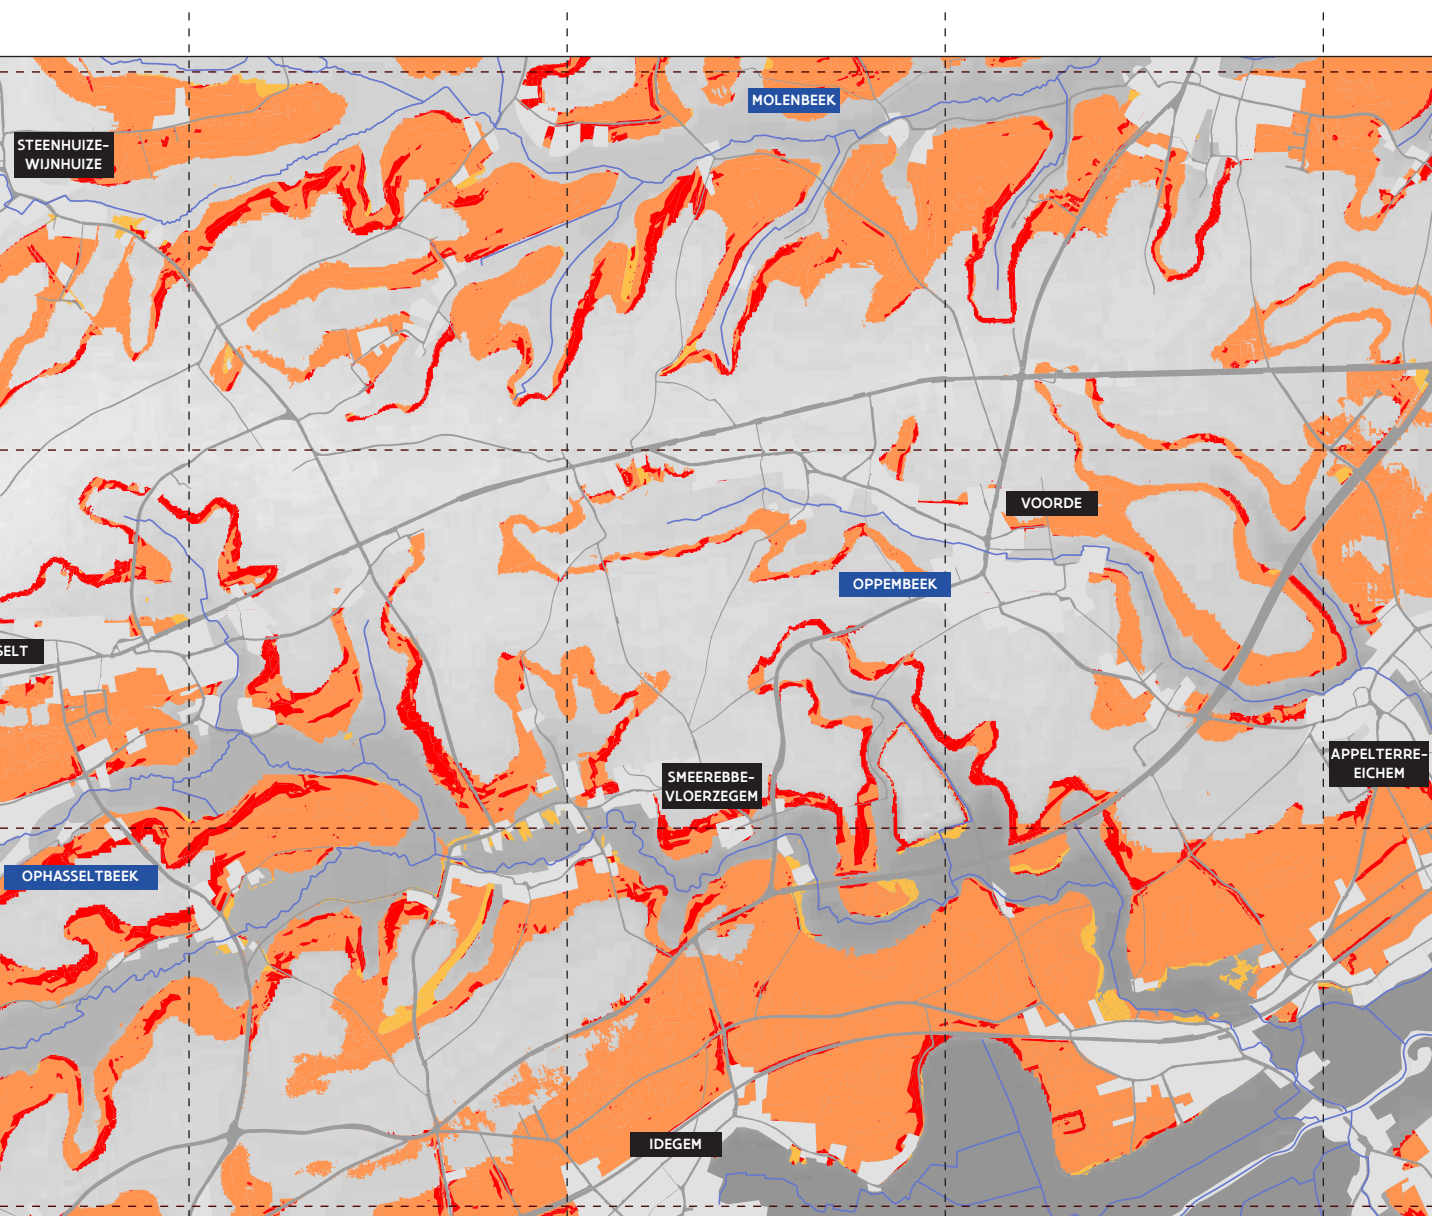 MOLENBEEK
STEENHUIZE-
WIJNHUIZE
VOORDE
OPPEMBEEK
SELT
APPELTERRE-
EICHEM
SMEEREBBE-
VLOERZEGEM
OPHASSELTBEEK
IDEGEM